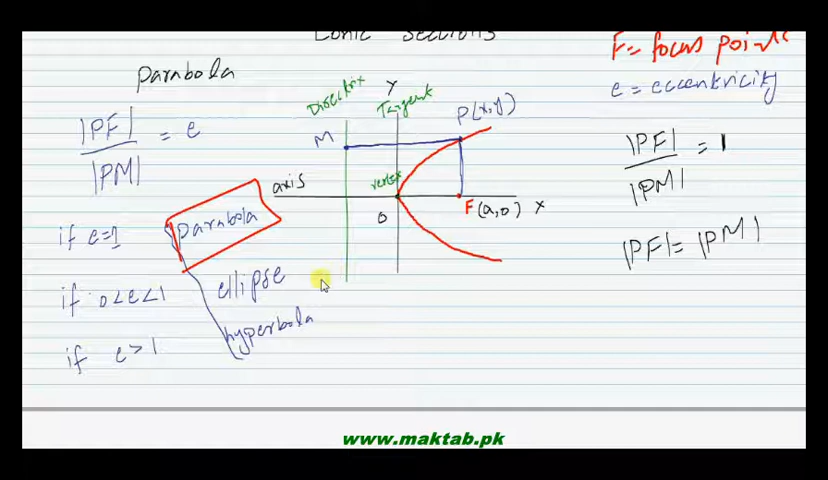 Conic Sections
F = focus point
Parabola
e = eccentricity
|PF|
|PM|
= e
Directrix
Y
Tangent
P(x,y)
M
|PF|
|PM|
= 1
axis
vertex
O
F(a,0)
X
|PF| = |PM|
if e=1
parabola
if 0<e<1
ellipse
if e>1
hyperbola
www.maktab.pk